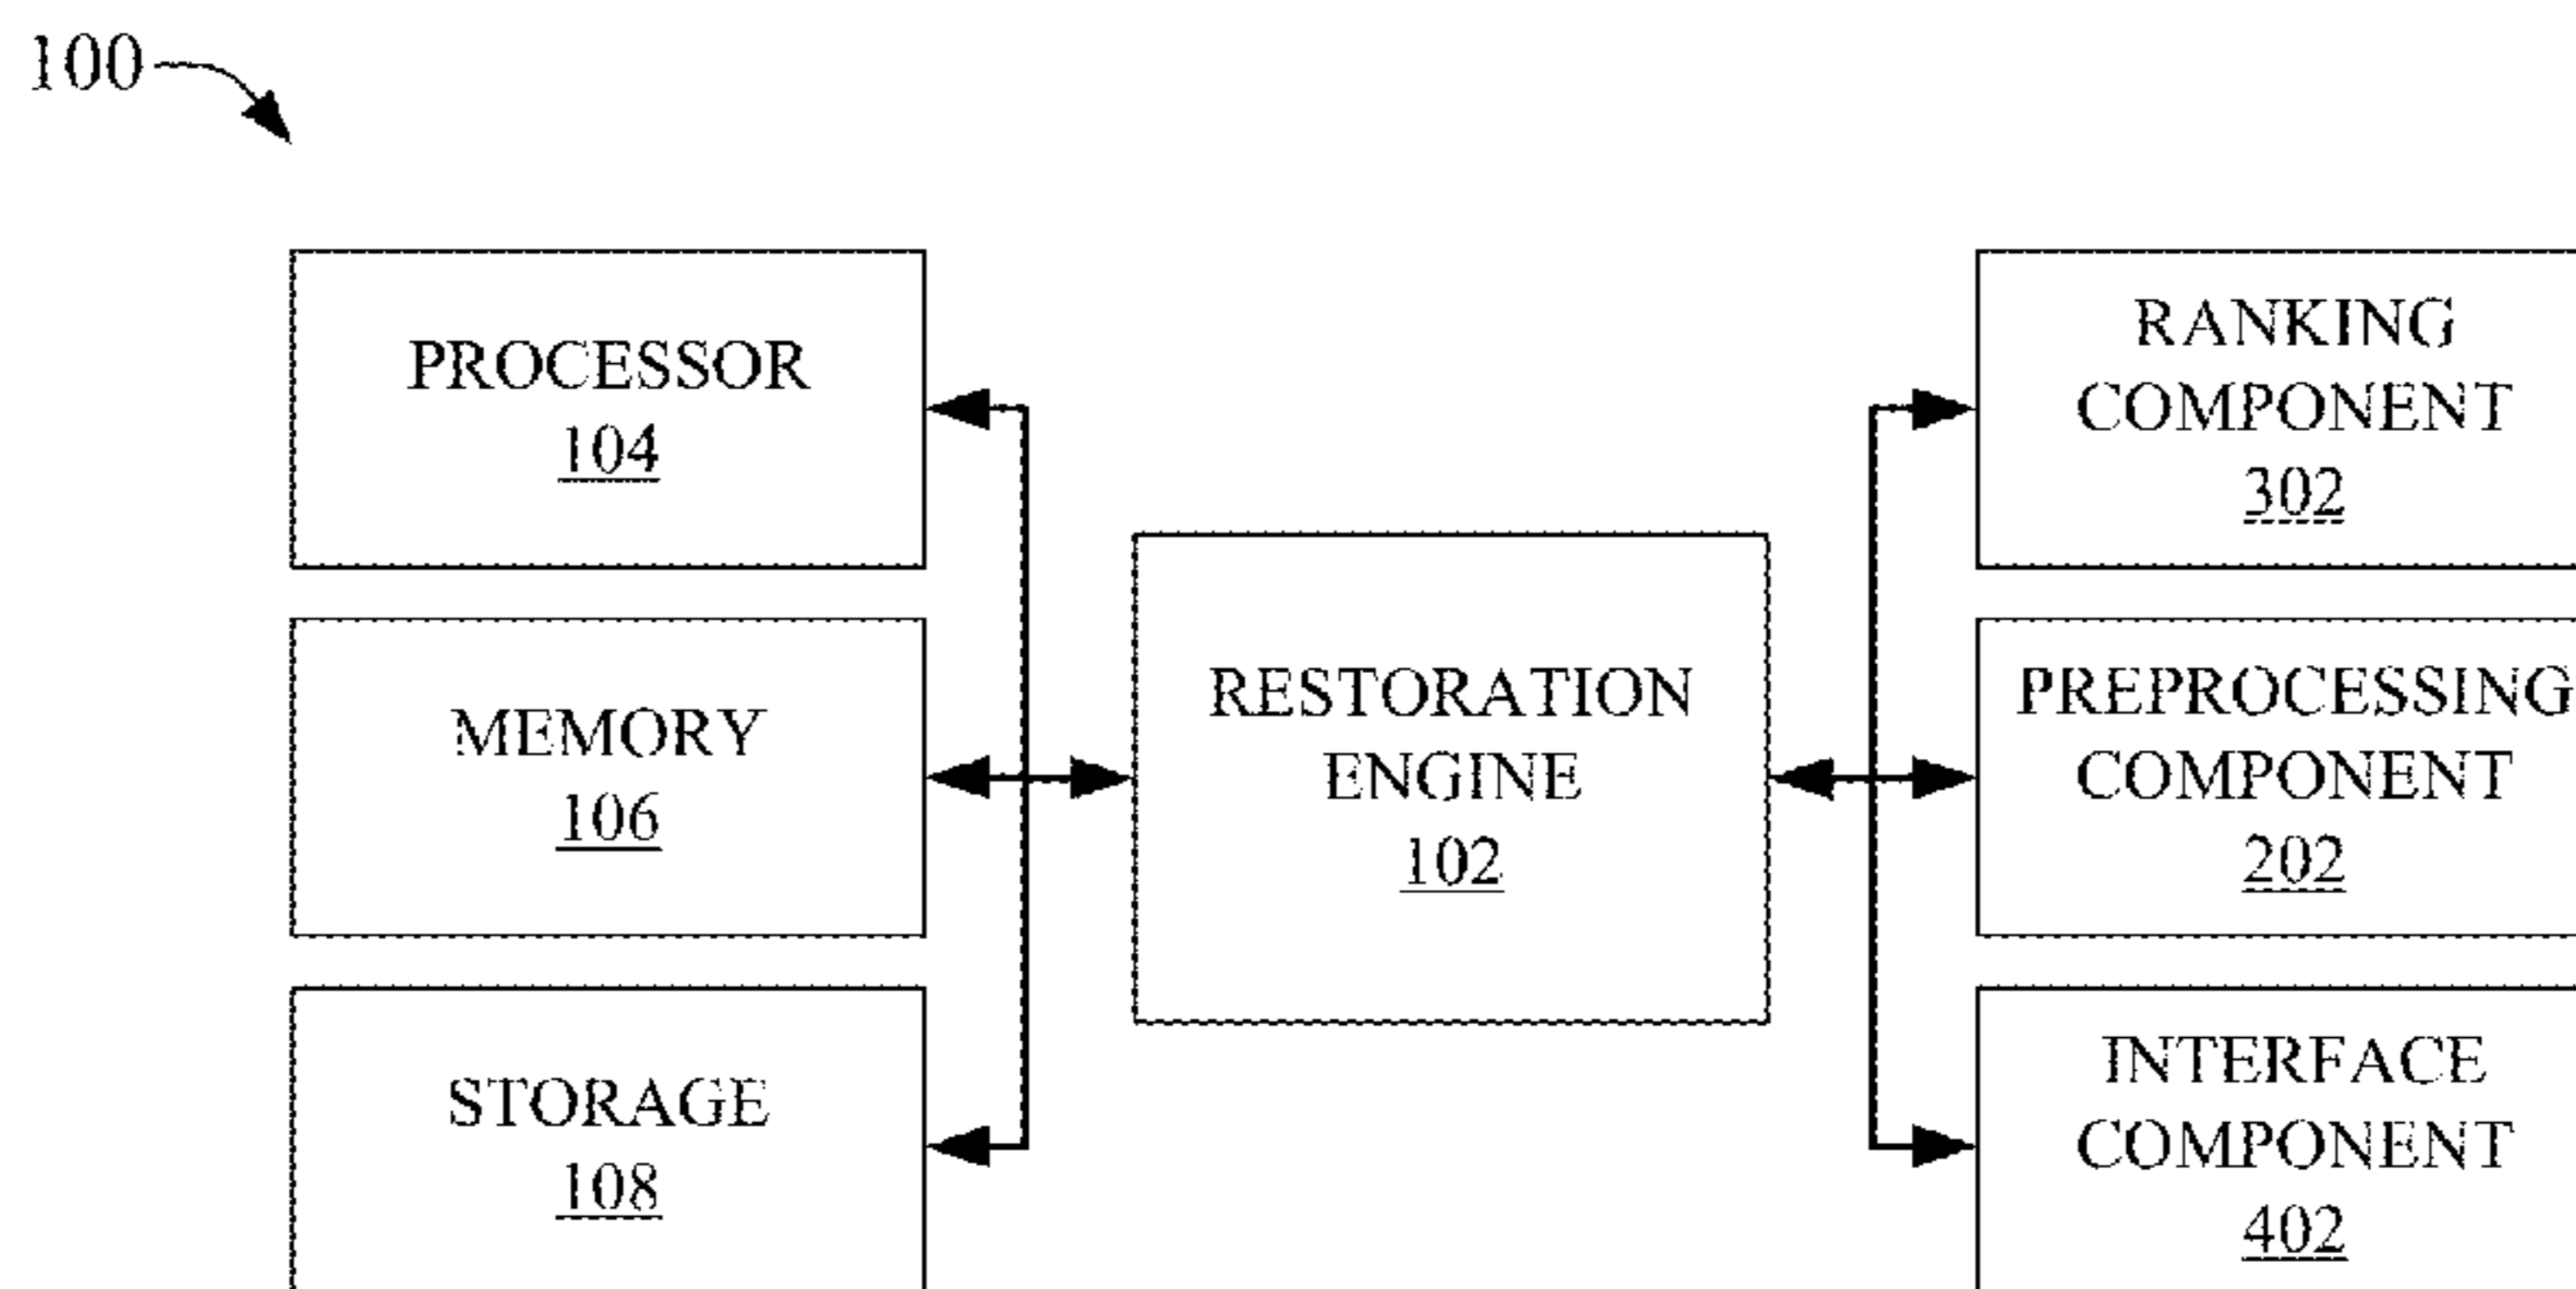 100
PROCESSOR
104
MEMORY
106
STORAGE
108
RESTORATION
ENGINE
102
RANKING
COMPONENT
302
PREPROCESSING
COMPONENT
202
INTERFACE
COMPONENT
402